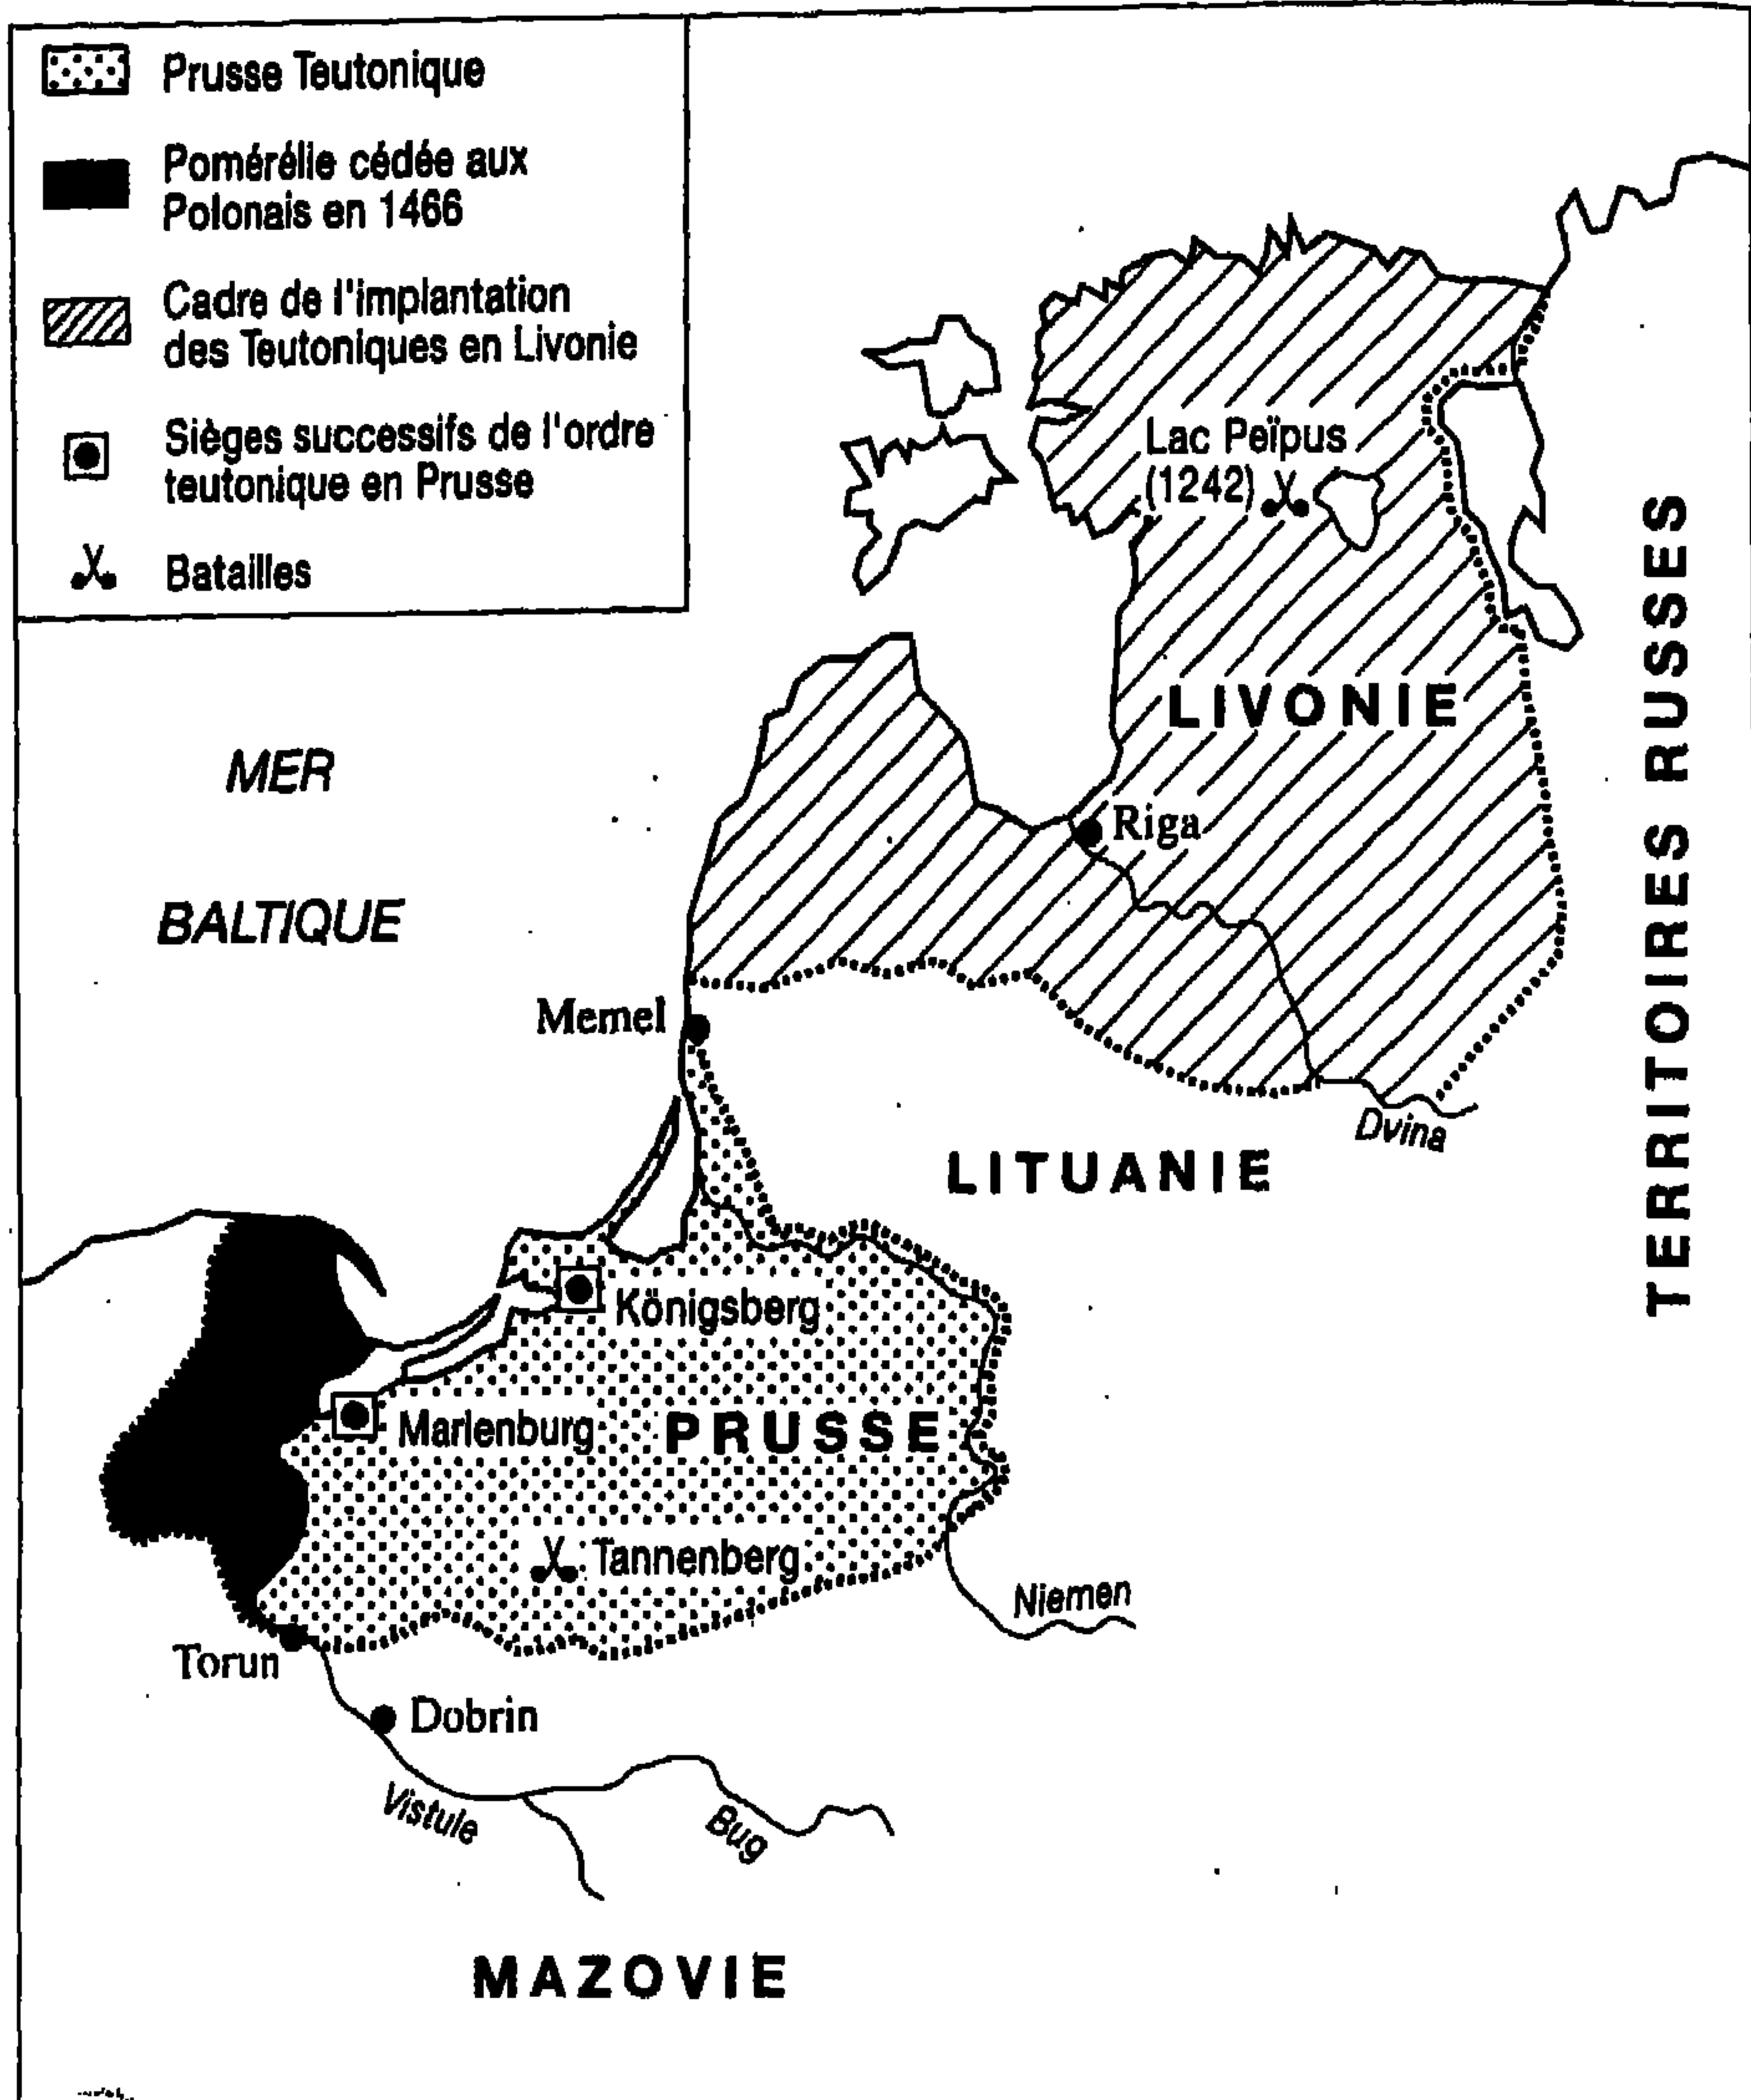 Prusse Teutonique
Pomérélie cédée aux
Polonais en 1466
Cadre de l'implantation
des Teutoniques en Livonie
Sièges successifs de l'ordre
teutonique en Prusse
Batailles
Lac Peïpus
(1242)
LIVONIE
TERRITOIRES RUSSES
MER
BALTIQUE
Riga
Memel
Dvina
LITUANIE
Königsberg
Marienburg
PRUSSE
Tannenberg
Niemen
Torun
Dobrin
Vistule
Bug
MAZOVIE